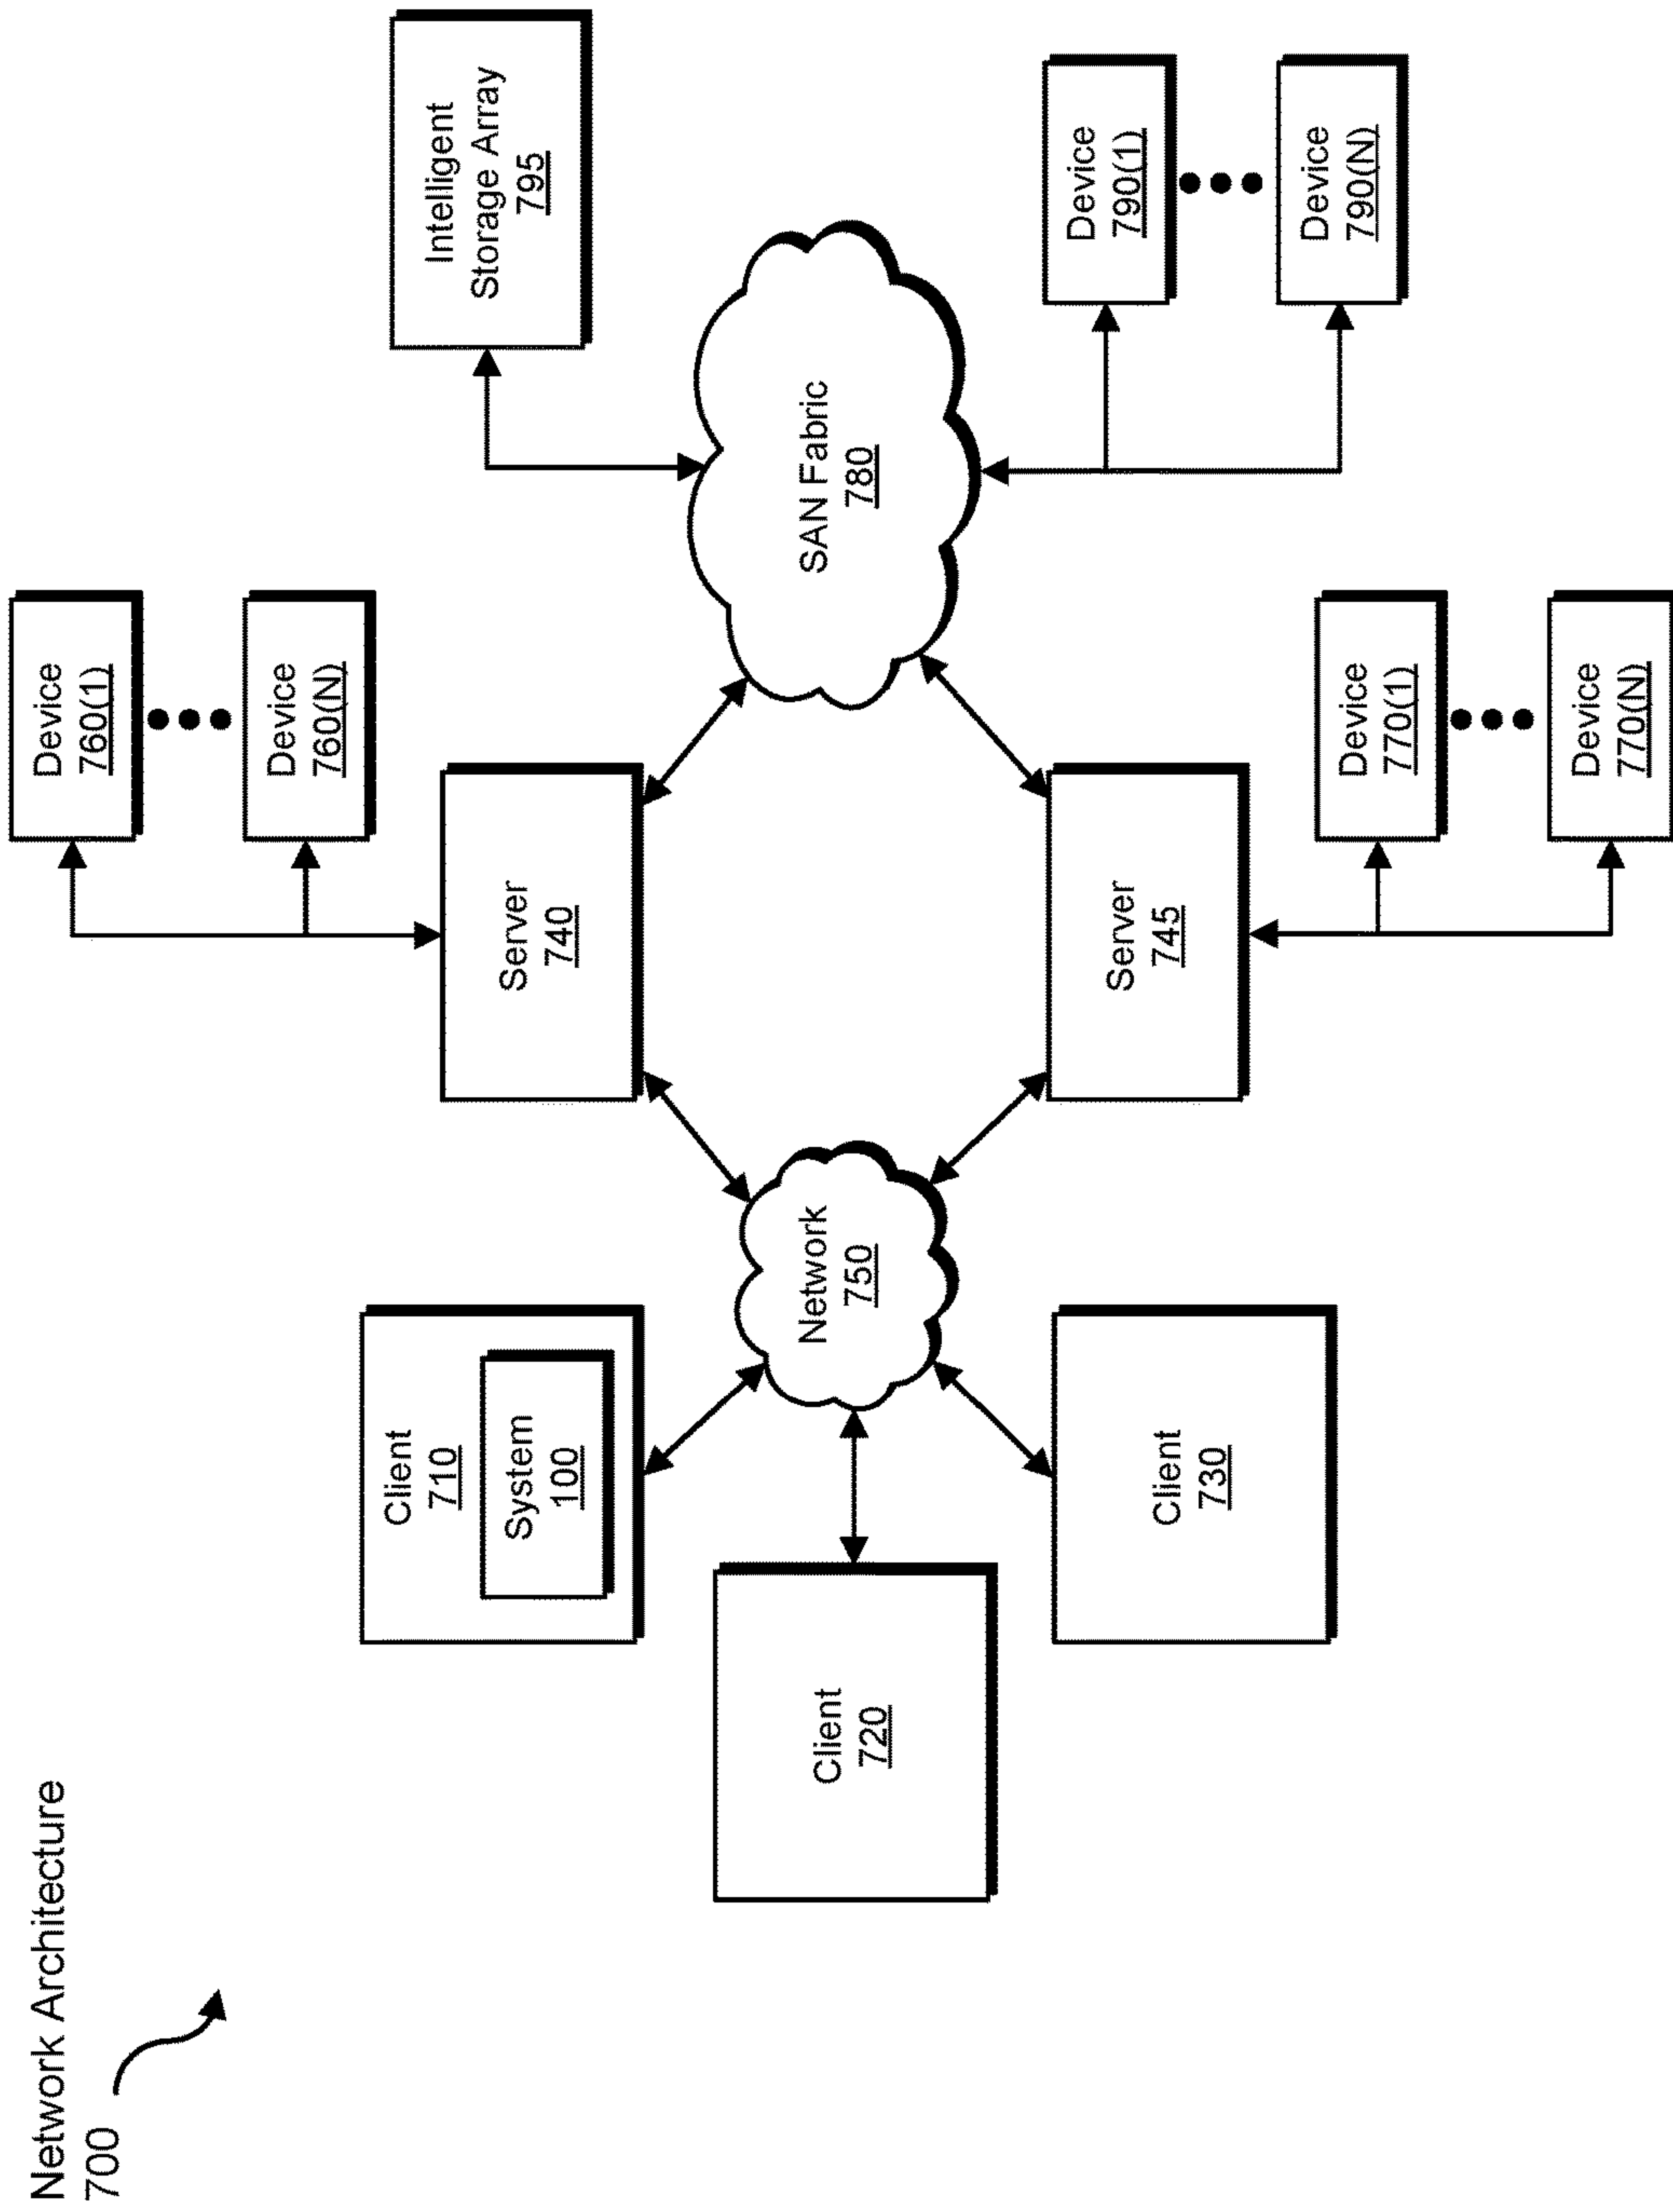 Network Architecture
700
Client
710
System
100
Client
720
Client
730
Network
750
Server
740
Server
745
Device
760(1)
Device
760(N)
Device
770(1)
Device
770(N)
SAN Fabric
780
Intelligent
Storage Array
795
Device
790(1)
Device
790(N)